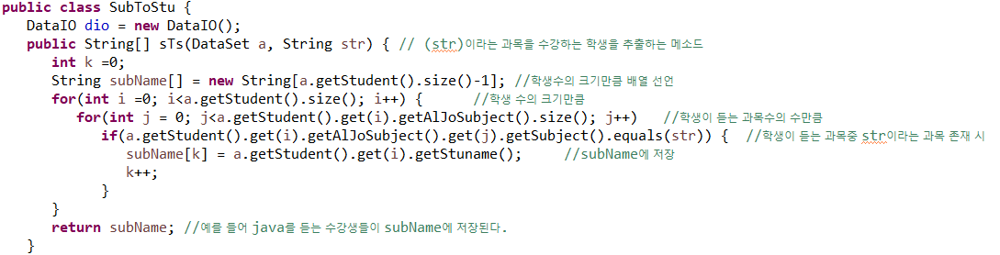 public class SubToStu {
DataIO dio = new DataIO();
public String[] sTs(DataSet a, String str) { // (str)이라는 과목을 수강하는 학생을 추출하는 메소드
int k =0;
String subName[] = new String[a.getStudent().size()-1]; //학생수의 크기만큼 배열 선언
for(int i =0; i<a.getStudent().size(); i++) { //학생 수의 크기만큼
for(int j = 0; j<a.getStudent().get(i).getAlJoSubject().size(); j++) //학생이 듣는 과목수의 수만큼
if(a.getStudent().get(i).getAlJoSubject().get(j).getSubject().equals(str)) { //학생이 듣는 과목중 str이라는 과목 존재 시
subName[k] = a.getStudent().get(i).getStuname(); //subName에 저장
k++;
}
}
return subName; //예를 들어 java를 듣는 수강생들이 subName에 저장된다.
}